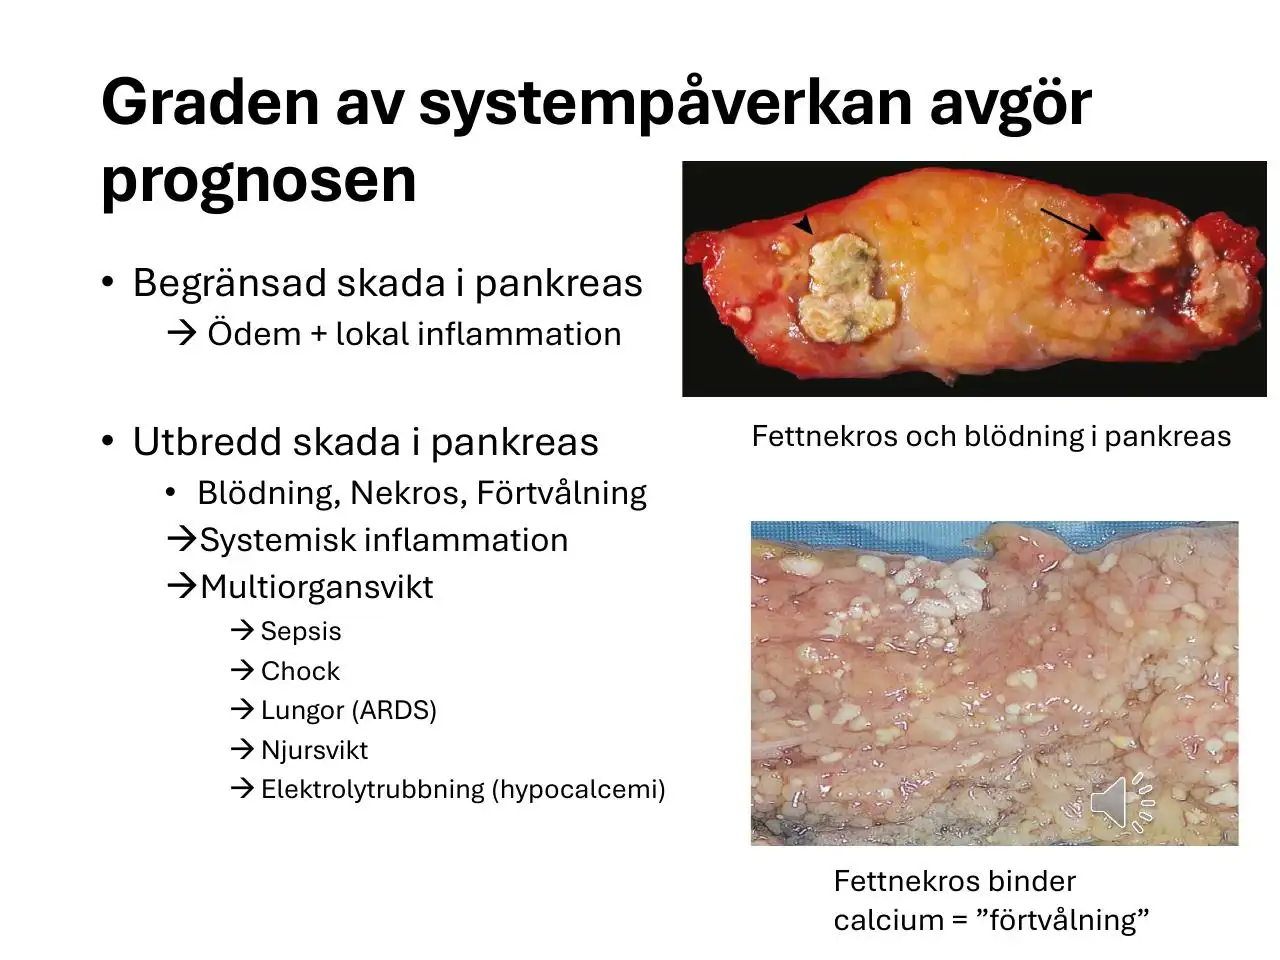 Graden av systempåverkan avgör
prognosen
• Begränsad skada i pankreas
→ Ödem + lokal inflammation
• Utbredd skada i pankreas
• Blödning, Nekros, Förtvålning
→Systemisk inflammation
→Multiorgansvikt
→ Sepsis
→ Chock
→ Lungor (ARDS)
→ Njursvikt
→ Elektrolytrubbning (hypocalcemi)
Fettnekros och blödning i pankreas
Fettnekros binder
calcium = ”förtvålning”